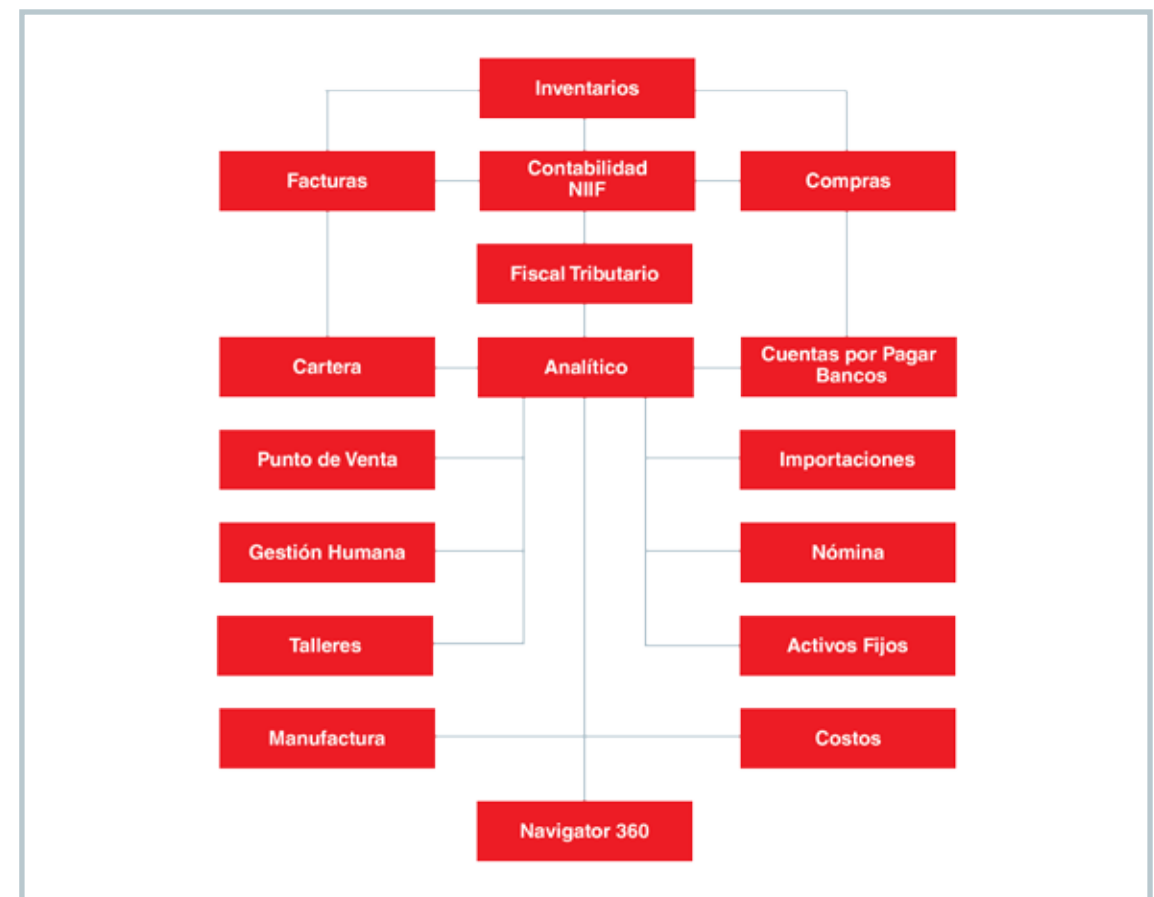 Inventarios
Facturas
Contabilidad
NIIF
Compras
Fiscal Tributario
Cartera
Analítico
Cuentas por Pagar
Bancos
Punto de Venta
Importaciones
Gestión Humana
Nómina
Talleres
Activos Fijos
Manufactura
Costos
Navigator 360